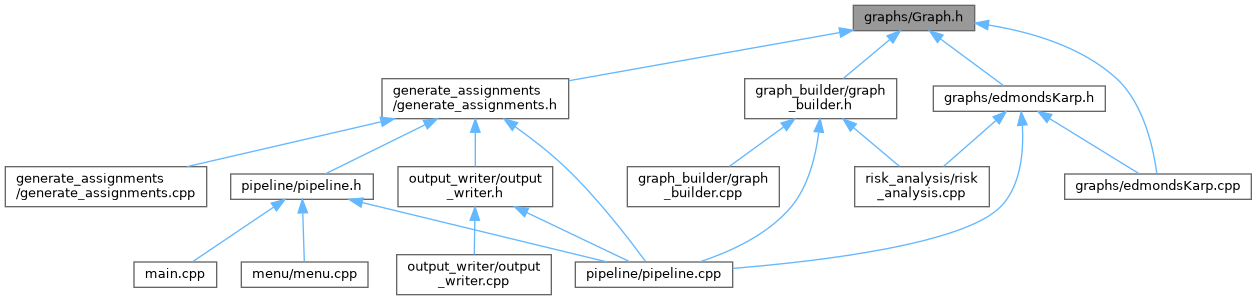 graphs/Graph.h
generate_assignments
/generate_assignments.h
graph_builder/graph
_builder.h
graphs/edmondsKarp.h
generate_assignments
/generate_assignments.cpp
pipeline/pipeline.h
output_writer/output
_writer.h
graph_builder/graph
_builder.cpp
risk_analysis/risk
_analysis.cpp
graphs/edmondsKarp.cpp
main.cpp
menu/menu.cpp
output_writer/output
_writer.cpp
pipeline/pipeline.cpp